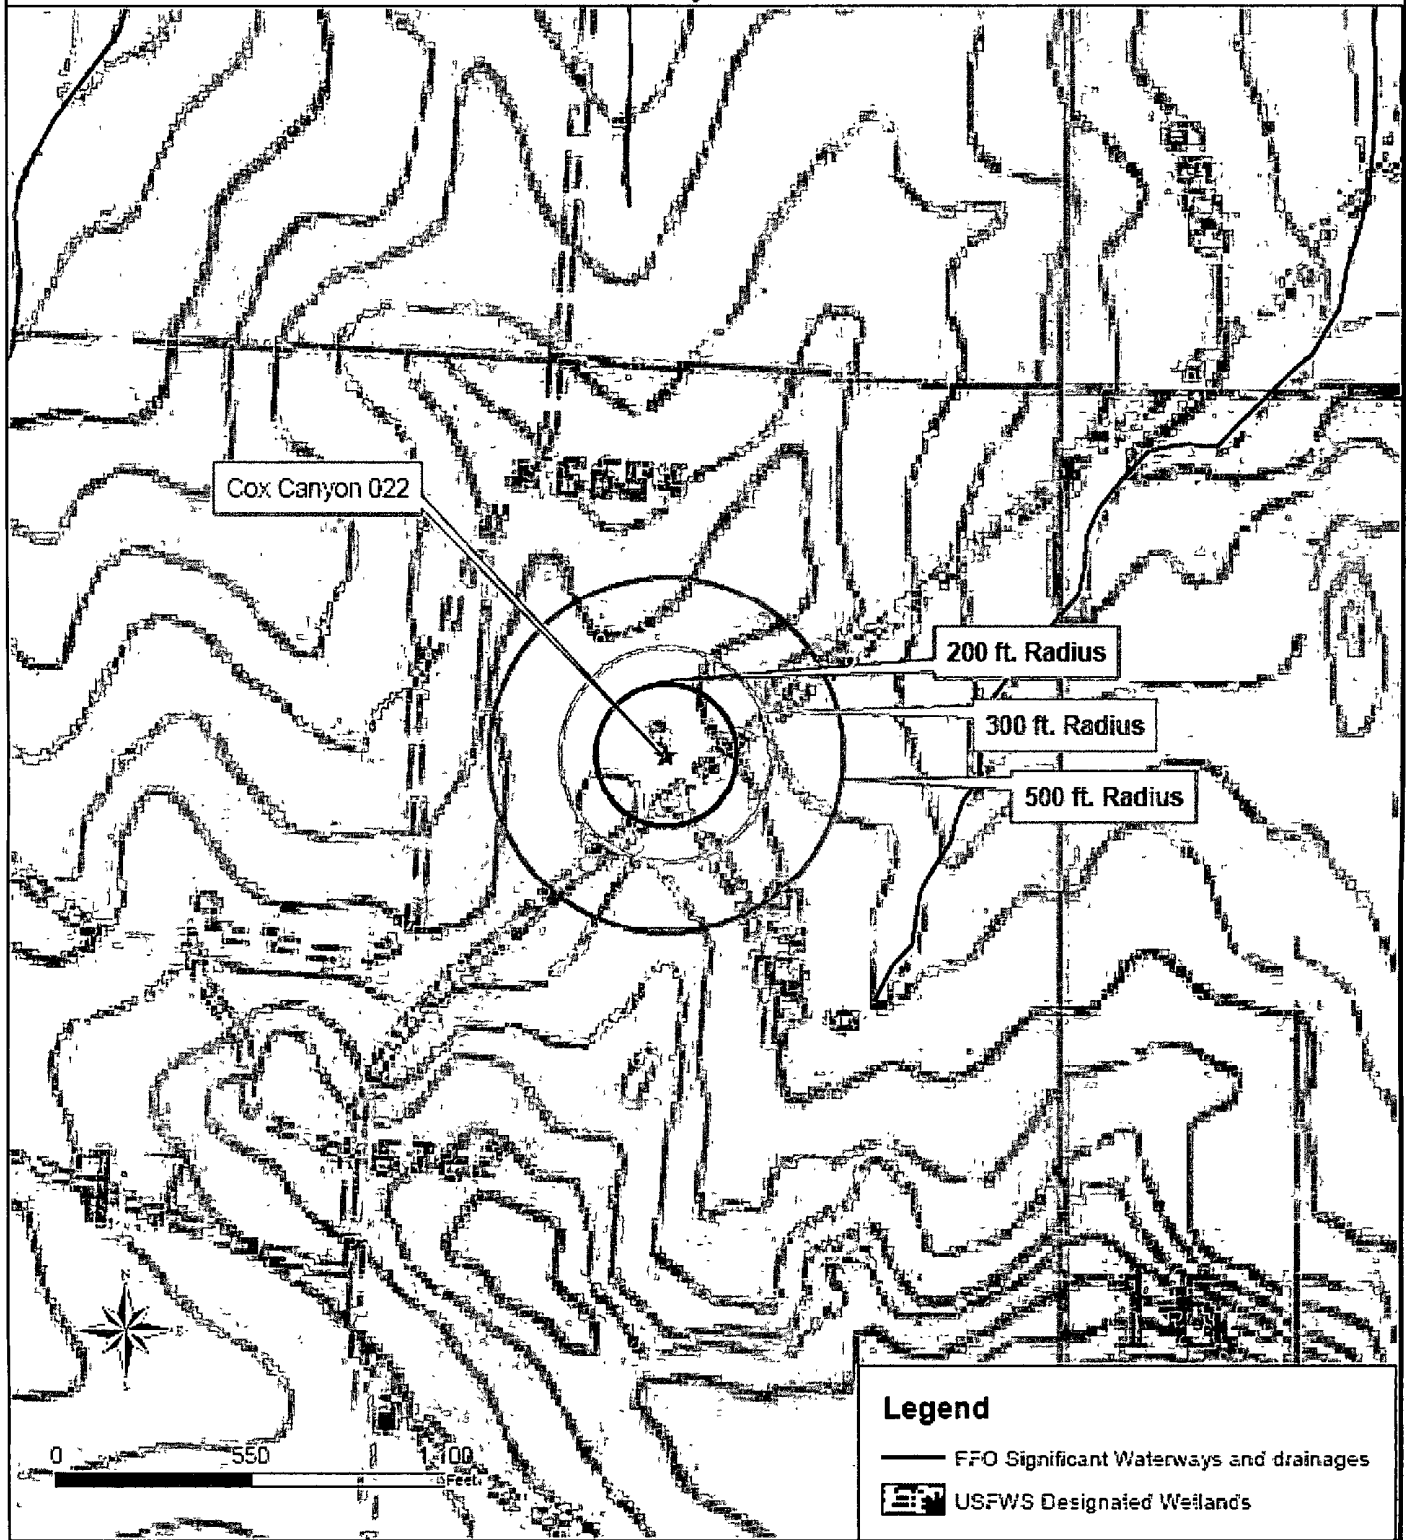 Cox Canyon 022
200 ft. Radius
300 ft. Radius
500 ft. Radius
N
0 550 1,100
Feet
Legend
FFO Significant Waterways and drainages
USFWS Designated Wetlands